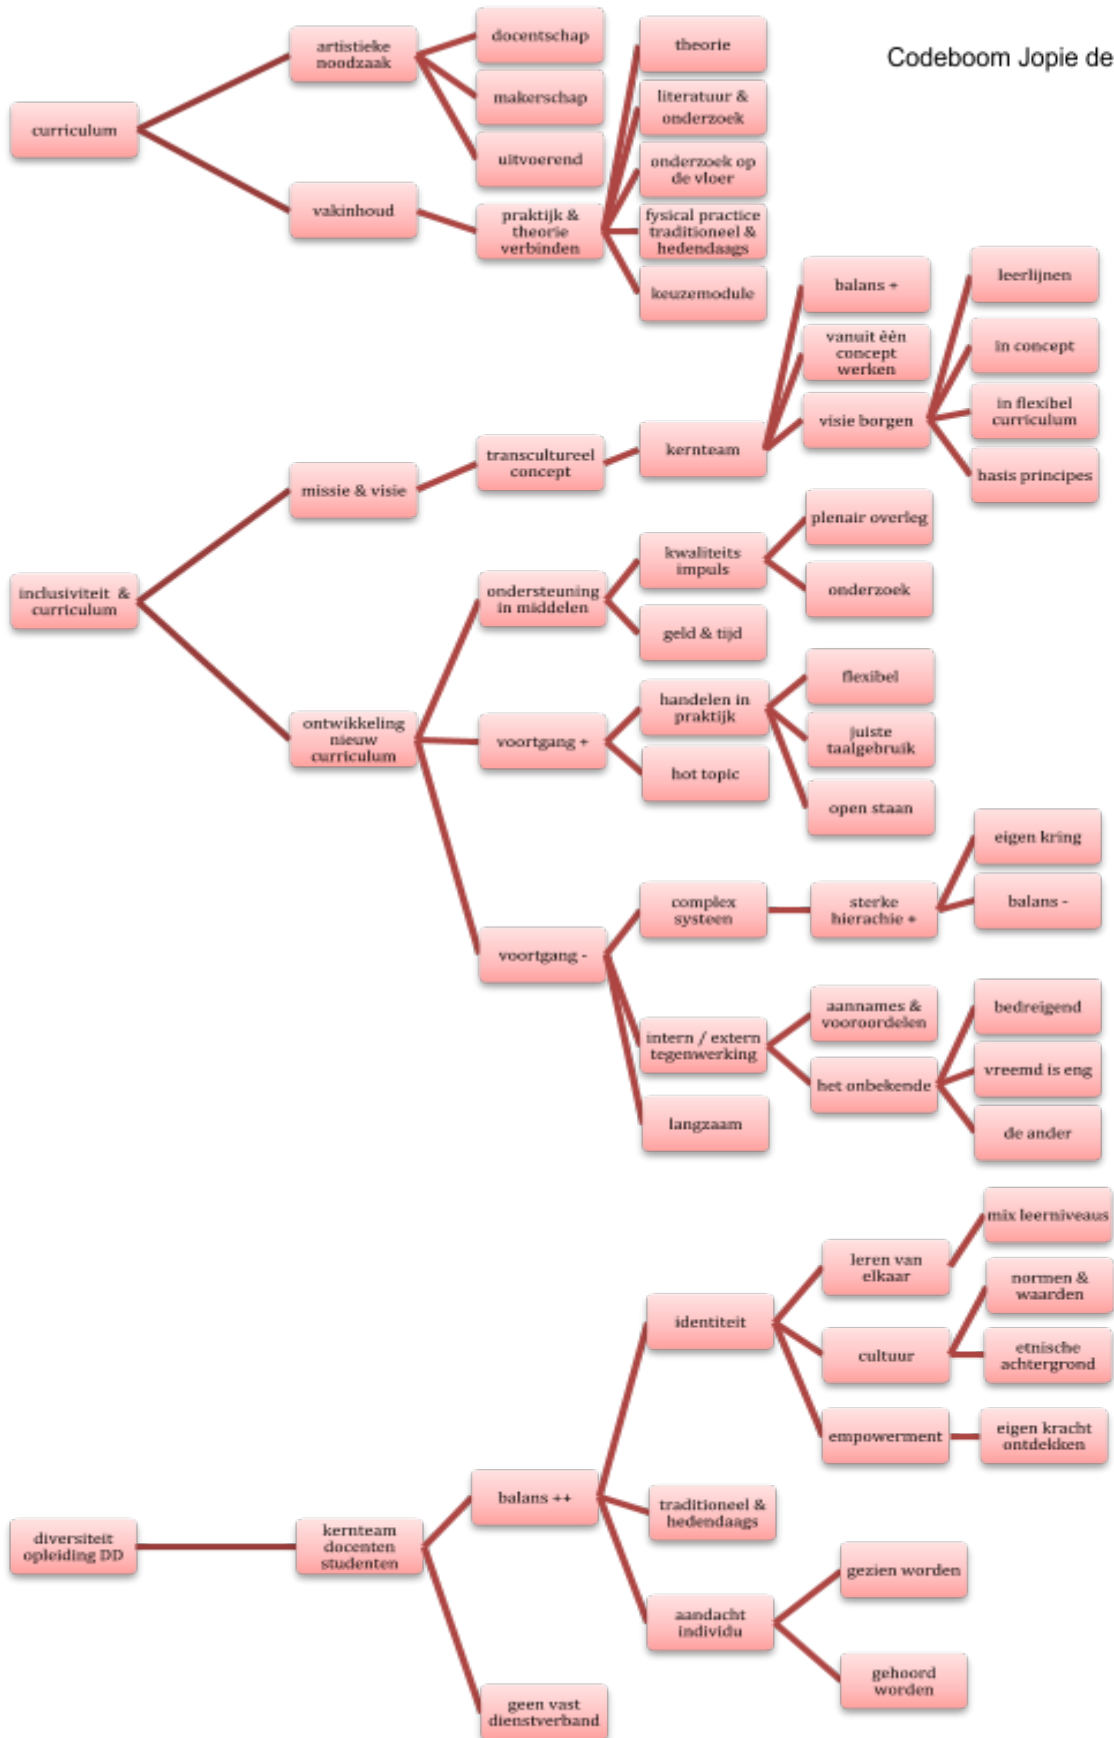 Codeboom Jopie de
curriculum
artistieke
noodzaak
docentschap
makerschap
uitvoerend
vakinhoud
praktijk &
theorie
verbinden
theorie
literatuur &
onderzoek
onderzoek op
de vloer
fysical practice
traditioneel &
hedendaags
keuzemodule
inclusiviteit &
curriculum
missie & visie
transcultureel
concept
kernteam
balans +
vanuit èèn
concept
werken
visie borgen
leerlijnen
in concept
in flexibel
curriculum
basis principes
ontwikkeling
nieuw
curriculum
ondersteuning
in middelen
kwaliteits
impuls
plenair overleg
onderzoek
geld & tijd
voortgang +
handelen in
praktijk
flexibel
juiste
taalgebruik
open staan
hot topic
voortgang -
complex
systeen
sterke
hierachie +
eigen kring
balans -
intern / extern
tegenwerking
aannames &
vooroordelen
het onbekende
bedreigend
vreemd is eng
de ander
langzaam
diversiteit
opleiding DD
kernteam
docenten
studenten
balans ++
identiteit
leren van
elkaar
mix leerniveaus
cultuur
normen &
waarden
etnische
achtergrond
empowerment
eigen kracht
ontdekken
traditioneel &
hedendaags
aandacht
individu
gezien worden
gehoord
worden
geen vast
dienstverband